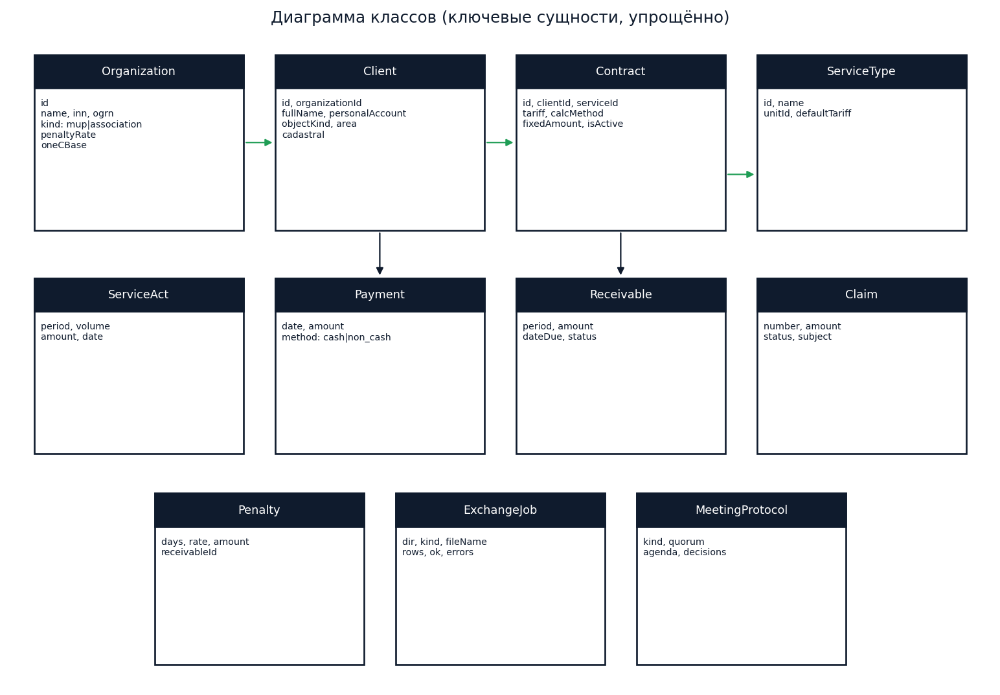 Диаграмма классов (ключевые сущности, упрощённо)
Organization
id
name, inn, ogrn
kind: mup|association
penaltyRate
oneCBase
Client
id, organizationId
fullName, personalAccount
objectKind, area
cadastral
Contract
id, clientId, serviceId
tariff, calcMethod
fixedAmount, isActive
ServiceType
id, name
unitId, defaultTariff
ServiceAct
period, volume
amount, date
Payment
date, amount
method: cash|non_cash
Receivable
period, amount
dateDue, status
Claim
number, amount
status, subject
Penalty
days, rate, amount
receivableId
ExchangeJob
dir, kind, fileName
rows, ok, errors
MeetingProtocol
kind, quorum
agenda, decisions